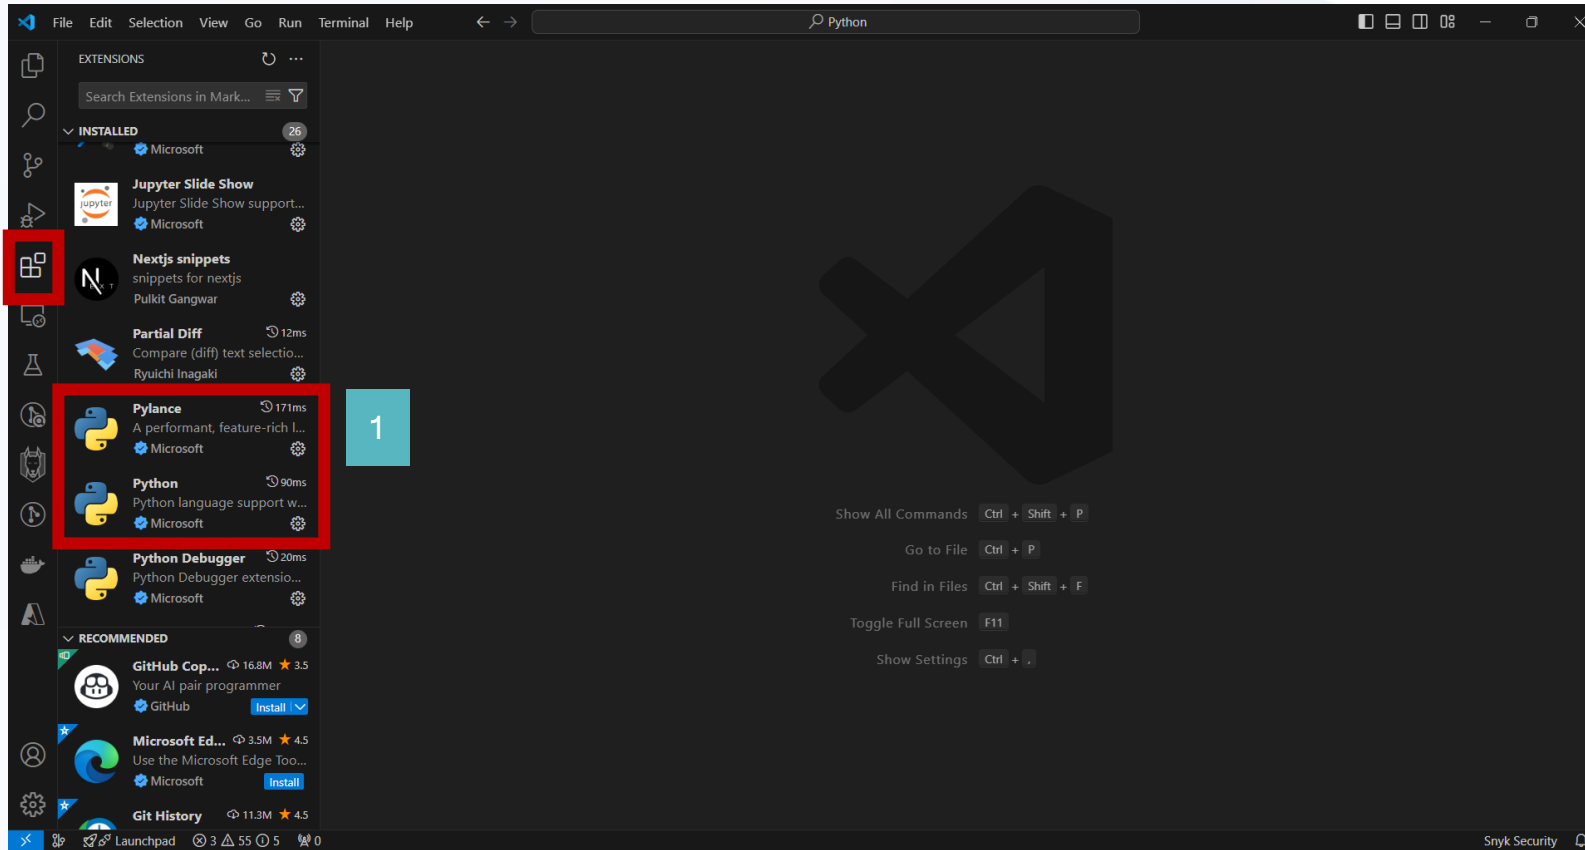 File Edit Selection View Go Run Terminal Help
Python
EXTENSIONS
Search Extensions in Mark...
INSTALLED 26
Microsoft
jupyter
Jupyter Slide Show
Jupyter Slide Show support...
Microsoft
Nextjs snippets
snippets for nextjs
Pulkit Gangwar
N
EXT
Partial Diff 12ms
Compare (diff) text selectio...
Ryuichi Inagaki
Pylance 171ms
A performant, feature-rich l...
Microsoft
1
Python 90ms
Python language support w...
Microsoft
Python Debugger 20ms
Python Debugger extensio...
Microsoft
Show All Commands Ctrl + Shift + P
Go to File Ctrl + P
Find in Files Ctrl + Shift + F
Toggle Full Screen F11
Show Settings Ctrl + ,
RECOMMENDED 8
GitHub Cop... 16.8M ★ 3.5
Your AI pair programmer
GitHub Install
Microsoft Ed... 3.5M ★ 4.5
Use the Microsoft Edge Too...
Microsoft Install
Git History 11.3M ★ 4.5
Launchpad 3 55 5 0
Snyk Security